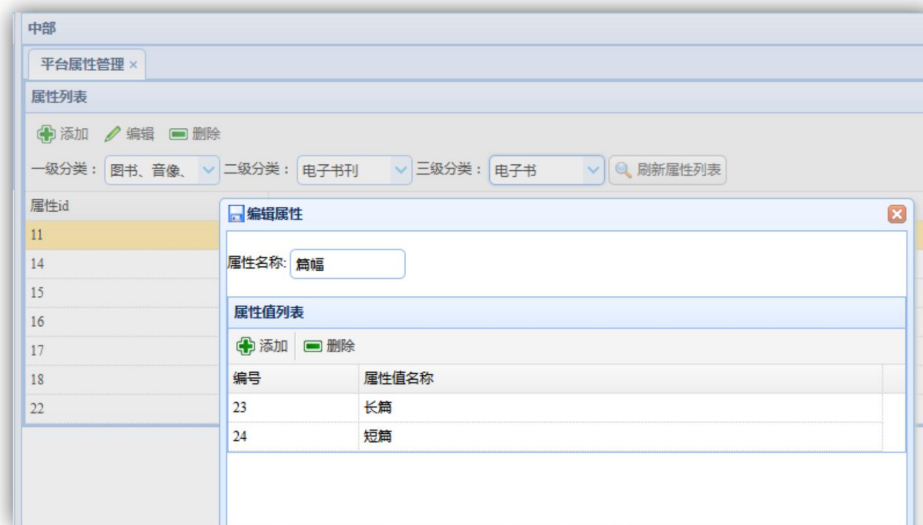 中部
平台属性管理 ×
属性列表
添加 编辑 删除
一级分类： 图书、音像、 二级分类： 电子书刊 三级分类： 电子书 刷新属性列表
属性id
11
14
15
16
17
18
22
编辑属性
属性名称: 篇幅
属性值列表
添加 删除
编号 属性值名称
23 长篇
24 短篇